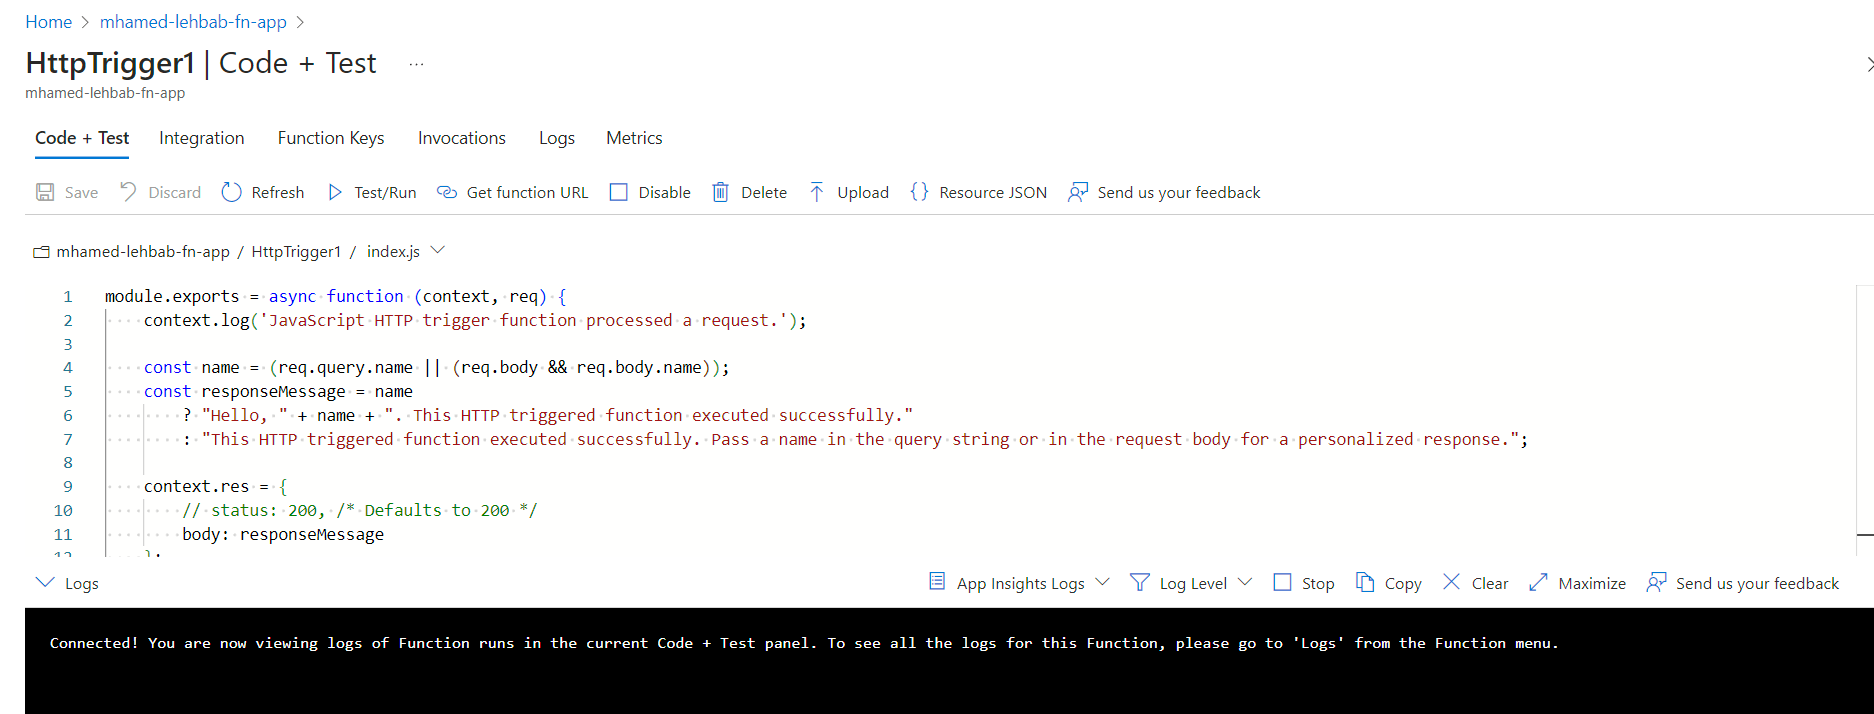 Home > mhamed-lehbab-fn-app >
HttpTrigger1 | Code + Test ...
mhamed-lehbab-fn-app
Code + Test Integration Function Keys Invocations Logs Metrics
Save Discard Refresh Test/Run Get function URL Disable Delete Upload {} Resource JSON Send us your feedback
mhamed-lehbab-fn-app / HttpTrigger1 / index.js
1 module.exports = async function (context, req) {
2 context.log('JavaScript HTTP trigger function processed a request.');
3
4 const name = (req.query.name || (req.body && req.body.name));
5 const responseMessage = name
6 ? "Hello, " + name + ". This HTTP triggered function executed successfully."
7 : "This HTTP triggered function executed successfully. Pass a name in the query string or in the request body for a personalized response.";
8
9 context.res = {
10 // status: 200, /* Defaults to 200 */
11 body: responseMessage
12 };
Logs App Insights Logs Log Level Stop Copy Clear Maximize Send us your feedback
Connected! You are now viewing logs of Function runs in the current Code + Test panel. To see all the logs for this Function, please go to 'Logs' from the Function menu.